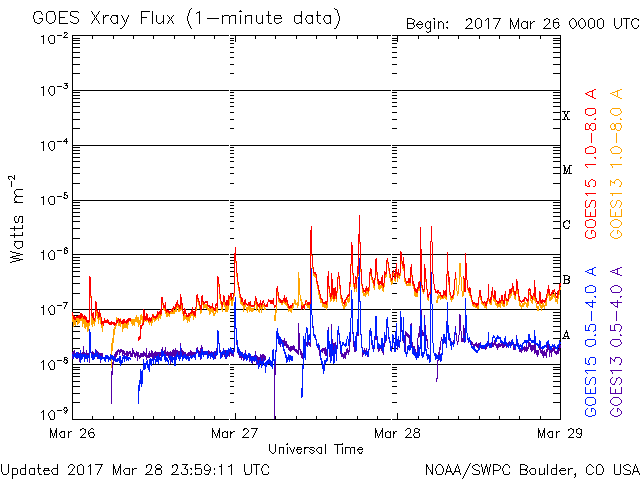 GOES Xray Flux (1-minute data)
Begin: 2017 Mar 26 0000 UTC
10-2
10-3
10-4
10-5
10-6
10-7
10-8
10-9
Watts m-2
X
M
C
B
A
GOES15 1.0-8.0 A
GOES13 1.0-8.0 A
GOES15 0.5-4.0 A
GOES13 0.5-4.0 A
Mar 26
Mar 27
Mar 28
Mar 29
Universal Time
Updated 2017 Mar 28 23:59:11 UTC
NOAA/SWPC Boulder, CO USA